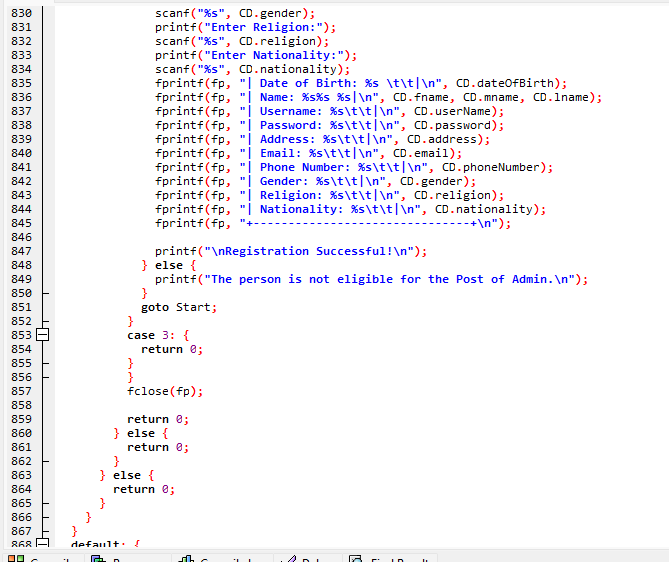 830 scanf("%s", CD.gender);
831 printf("Enter Religion:");
832 scanf("%s", CD.religion);
833 printf("Enter Nationality:");
834 scanf("%s", CD.nationality);
835 fprintf(fp, "| Date of Birth: %s \t\t|\n", CD.dateOfBirth);
836 fprintf(fp, "| Name: %s%s %s|\n", CD.fname, CD.mname, CD.lname);
837 fprintf(fp, "| Username: %s\t\t|\n", CD.userName);
838 fprintf(fp, "| Password: %s\t\t|\n", CD.password);
839 fprintf(fp, "| Address: %s\t\t|\n", CD.address);
840 fprintf(fp, "| Email: %s\t\t|\n", CD.email);
841 fprintf(fp, "| Phone Number: %s\t\t|\n", CD.phoneNumber);
842 fprintf(fp, "| Gender: %s\t\t|\n", CD.gender);
843 fprintf(fp, "| Religion: %s\t\t|\n", CD.religion);
844 fprintf(fp, "| Nationality: %s\t\t|\n", CD.nationality);
845 fprintf(fp, "+-------------------------------+\n");
846
847 printf("\nRegistration Successful!\n");
848 } else {
849 printf("The person is not eligible for the Post of Admin.\n");
850 }
851 goto Start;
852 }
853 case 3: {
854 return 0;
855 }
856 }
857 fclose(fp);
858
859 return 0;
860 } else {
861 return 0;
862 }
863 } else {
864 return 0;
865 }
866 }
867 }
868 default: {